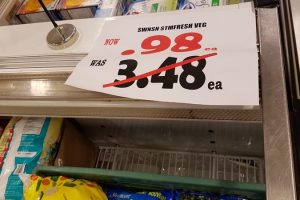 SWNSN STMFRESH VEG
NOW .98 ea
WAS 3.48 ea